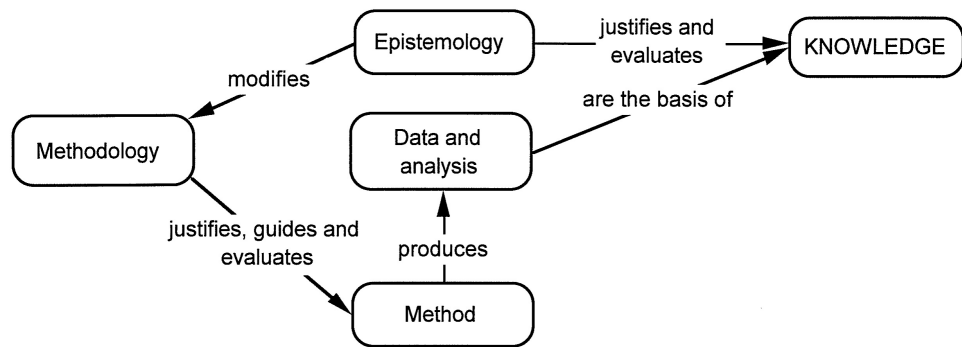 Epistemology
justifies and
evaluates
KNOWLEDGE
modifies
are the basis of
Methodology
Data and
analysis
justifies, guides and
evaluates
produces
Method